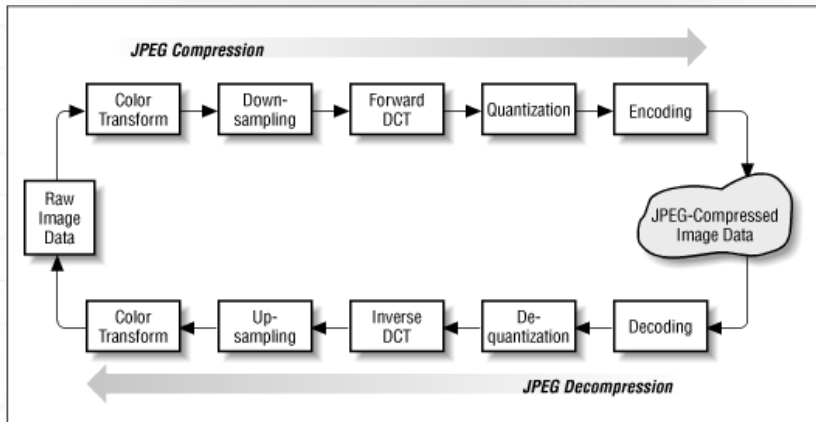 JPEG Compression
Color
Transform
Down-
sampling
Forward
DCT
Quantization
Encoding
Raw
Image
Data
JPEG-Compressed
Image Data
Color
Transform
Up-
sampling
Inverse
DCT
De-
quantization
Decoding
JPEG Decompression